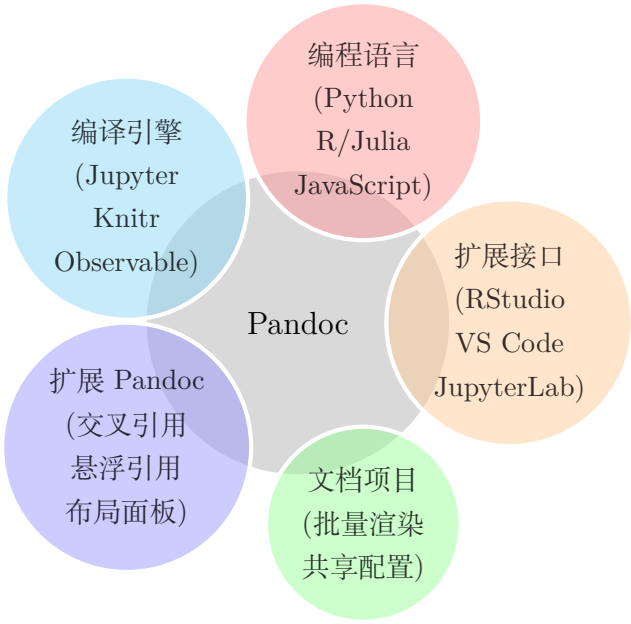 编程语言
(Python
R/Julia
JavaScript)
编译引擎
(Jupyter
Knitr
Observable)
扩展接口
(RStudio
VS Code
JupyterLab)
Pandoc
扩展 Pandoc
(交叉引用
悬浮引用
布局面板)
文档项目
(批量渲染
共享配置)